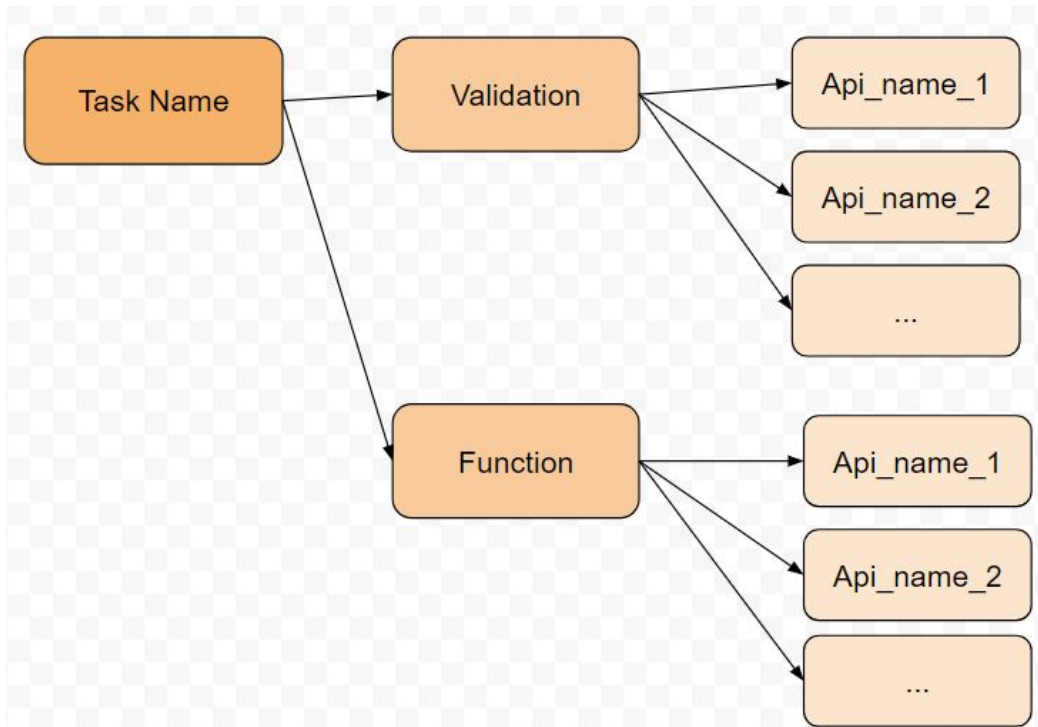 Task Name
Validation
Api_name_1
Api_name_2
...
Function
Api_name_1
Api_name_2
...